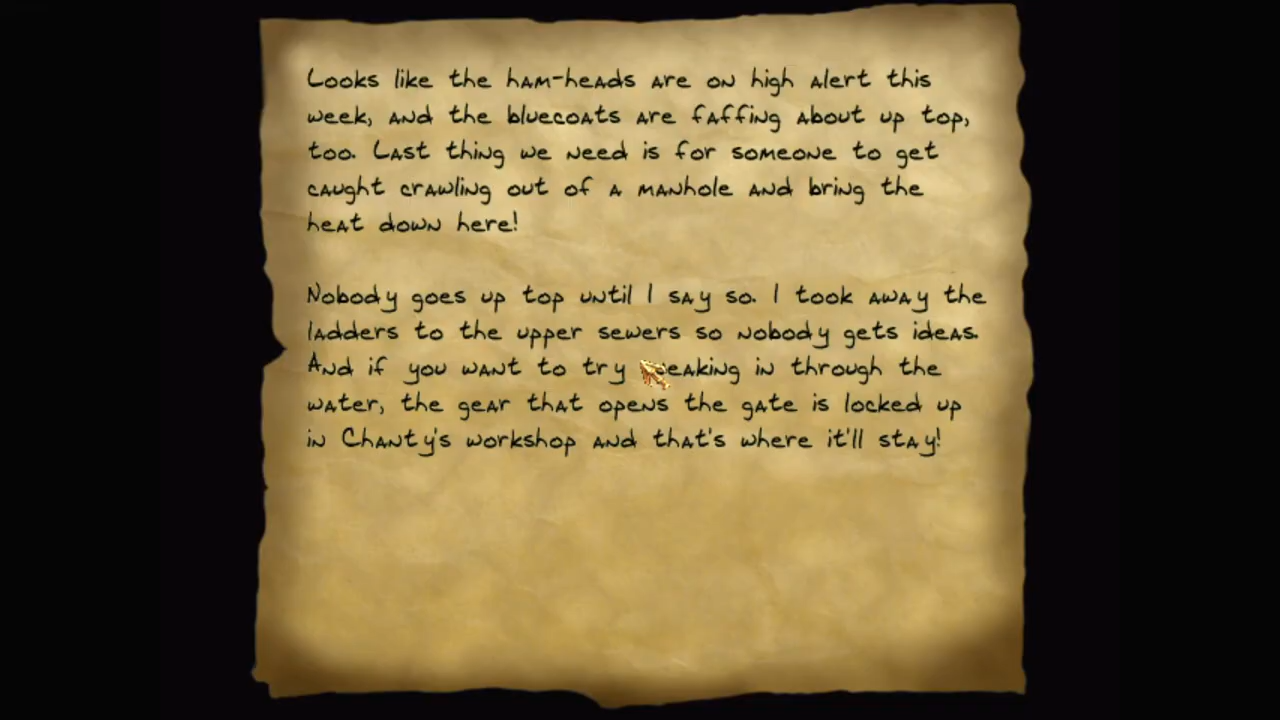 Looks like the ham-heads are on high alert this
week, and the bluecoats are faffing about up top,
too. Last thing we need is for someone to get
caught crawling out of a manhole and bring the
heat down here!
Nobody goes up top until I say so. I took away the
ladders to the upper sewers so nobody gets ideas.
And if you want to try in through the
water, the gear that opens the gate is locked up
in Chanty's workshop and that's where it'll stay!